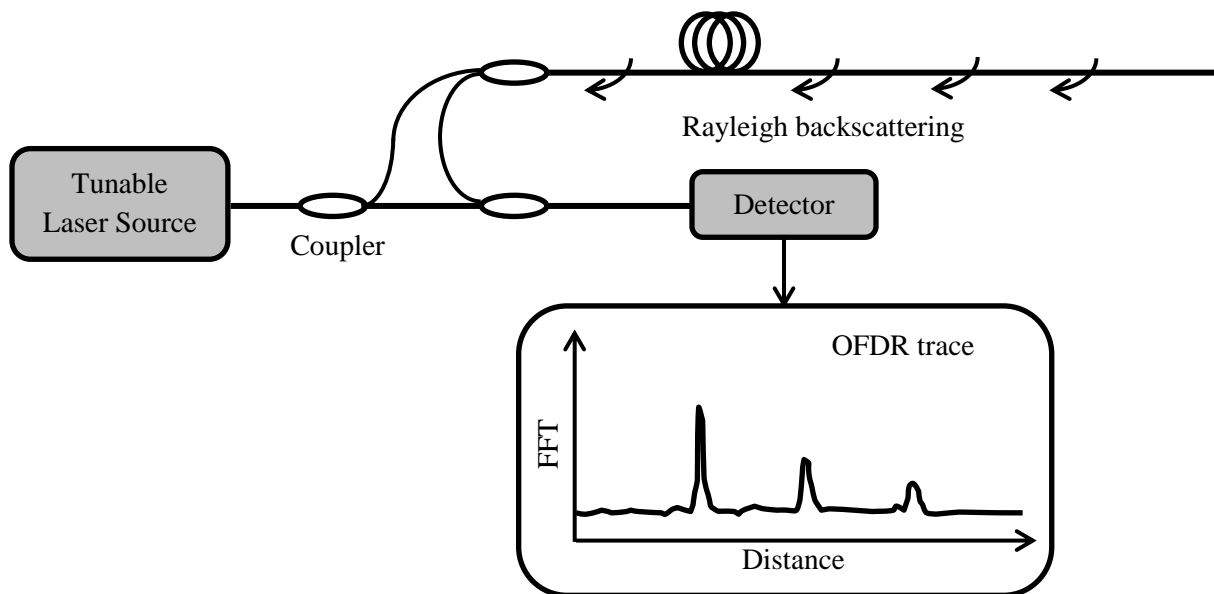 Rayleigh backscattering
Tunable
Laser Source
Coupler
Detector
OFDR trace
FFT
Distance